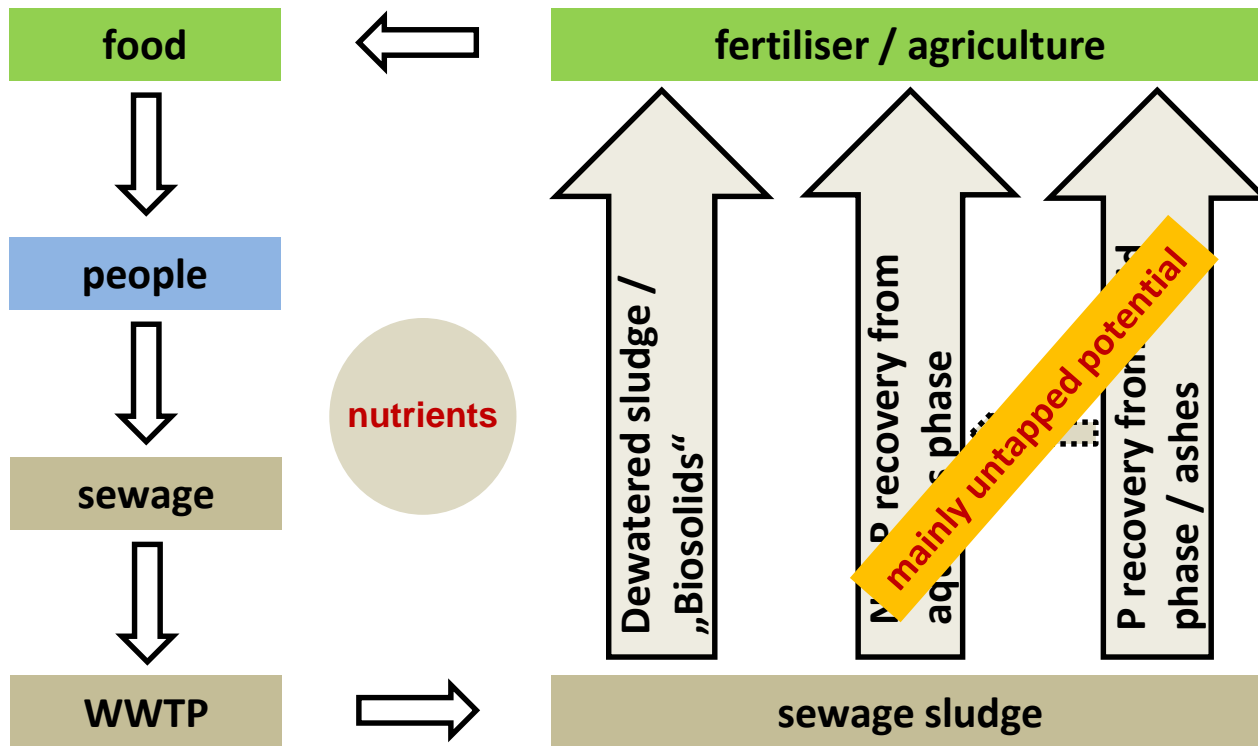 food
fertiliser / agriculture
people
nutrients
sewage
WWTP
sewage sludge
Dewatered sludge /
„Biosolids“
P recovery from
phase
P recovery from
phase / ashes
mainly untapped potential